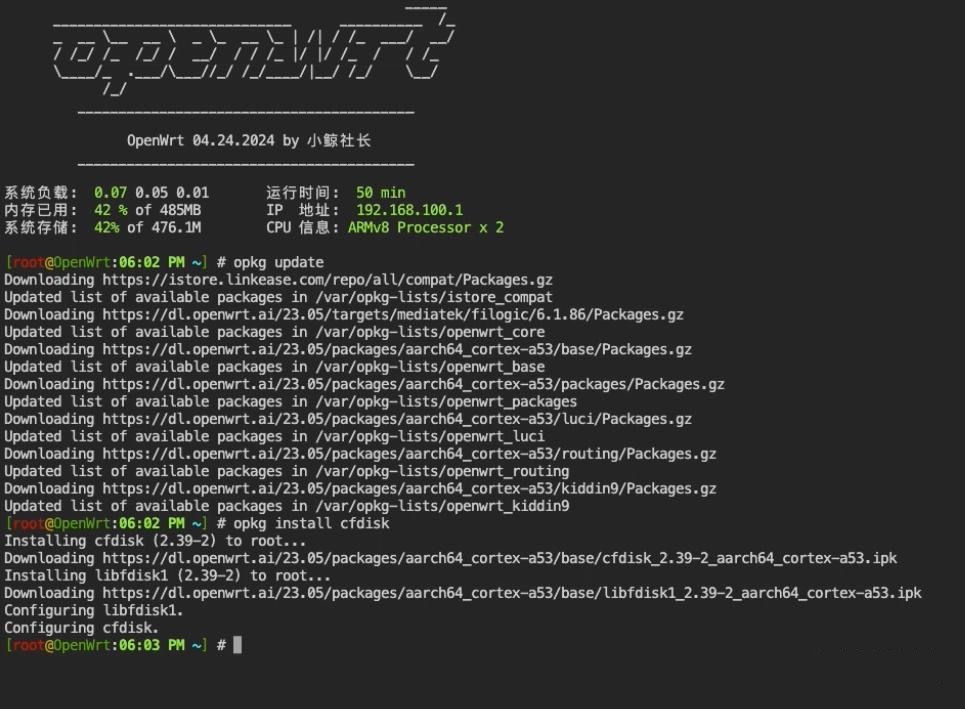 OpenWrt
OpenWrt 04.24.2024 by 小鲸社长
系统负载: 0.07 0.05 0.01 运行时间: 50 min
内存已用: 42 % of 485MB IP 地址: 192.168.100.1
系统存储: 42% of 476.1M CPU 信息: ARMv8 Processor x 2
[root@OpenWrt:06:02 PM ~] # opkg update
Downloading https://istore.linkease.com/repo/all/compat/Packages.gz
Updated list of available packages in /var/opkg-lists/istore_compat
Downloading https://dl.openwrt.ai/23.05/targets/mediatek/filogic/6.1.86/Packages.gz
Updated list of available packages in /var/opkg-lists/openwrt_core
Downloading https://dl.openwrt.ai/23.05/packages/aarch64_cortex-a53/base/Packages.gz
Updated list of available packages in /var/opkg-lists/openwrt_base
Downloading https://dl.openwrt.ai/23.05/packages/aarch64_cortex-a53/packages/Packages.gz
Updated list of available packages in /var/opkg-lists/openwrt_packages
Downloading https://dl.openwrt.ai/23.05/packages/aarch64_cortex-a53/luci/Packages.gz
Updated list of available packages in /var/opkg-lists/openwrt_luci
Downloading https://dl.openwrt.ai/23.05/packages/aarch64_cortex-a53/routing/Packages.gz
Updated list of available packages in /var/opkg-lists/openwrt_routing
Downloading https://dl.openwrt.ai/23.05/packages/aarch64_cortex-a53/kiddin9/Packages.gz
Updated list of available packages in /var/opkg-lists/openwrt_kiddin9
[root@OpenWrt:06:02 PM ~] # opkg install cfdisk
Installing cfdisk (2.39-2) to root...
Downloading https://dl.openwrt.ai/23.05/packages/aarch64_cortex-a53/base/cfdisk_2.39-2_aarch64_cortex-a53.ipk
Installing libfdisk1 (2.39-2) to root...
Downloading https://dl.openwrt.ai/23.05/packages/aarch64_cortex-a53/base/libfdisk1_2.39-2_aarch64_cortex-a53.ipk
Configuring libfdisk1.
Configuring cfdisk.
[root@OpenWrt:06:03 PM ~] #